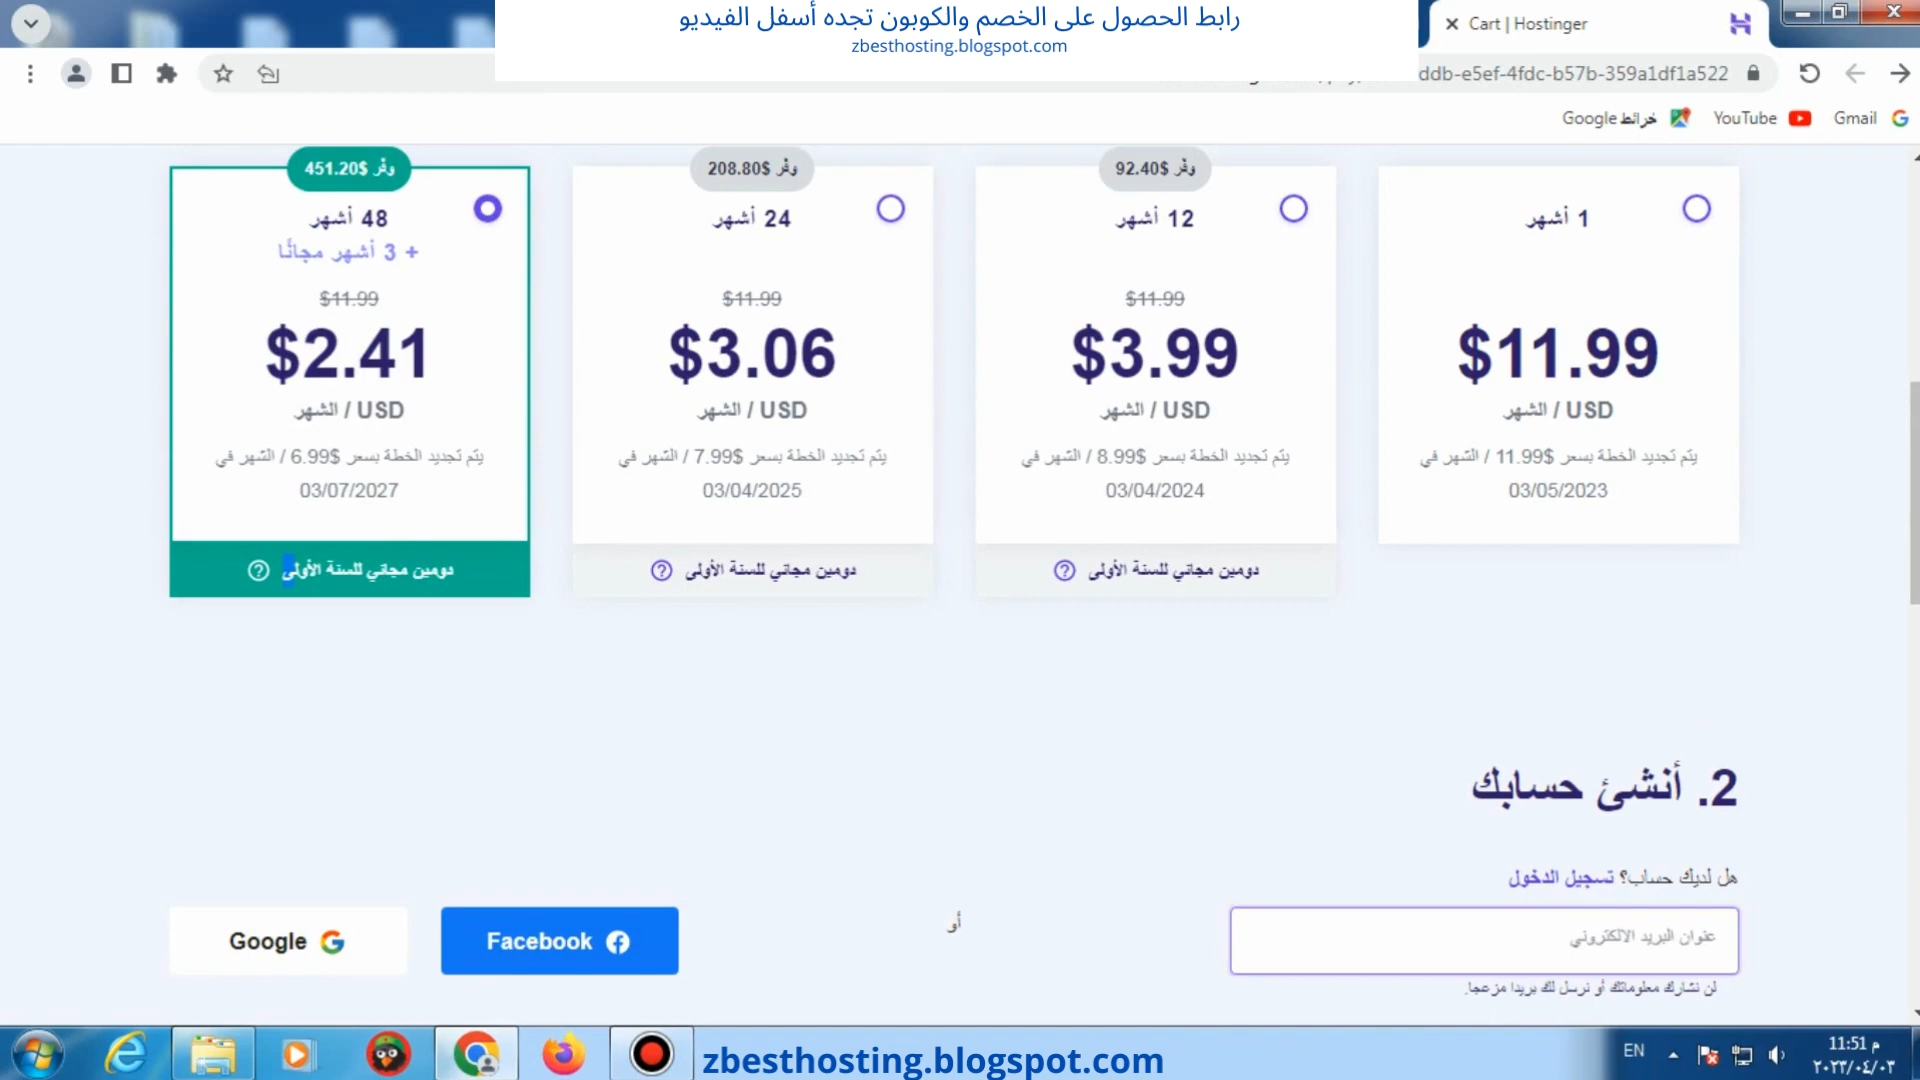 رابط الحصول على الخصم والكوبون تجده أسفل الفيديو
zbesthosting.blogspot.com
Cart | Hostinger
ddb-e5ef-4fdc-b57b-359a1df1a522
Gmail
YouTube
خرائط Google
1 أشهر
$11.99
USD / الشهر
يتم تجديد الخطة بسعر $11.99 / الشهر في
03/05/2023
وفّر $92.40
12 أشهر
$11.99
$3.99
USD / الشهر
يتم تجديد الخطة بسعر $8.99 / الشهر في
03/04/2024
دومين مجاني للسنة الأولى
وفّر $208.80
24 أشهر
$11.99
$3.06
USD / الشهر
يتم تجديد الخطة بسعر $7.99 / الشهر في
03/04/2025
دومين مجاني للسنة الأولى
وفّر $451.20
48 أشهر
+ 3 أشهر مجانًا
$11.99
$2.41
USD / الشهر
يتم تجديد الخطة بسعر $6.99 / الشهر في
03/07/2027
دومين مجاني للسنة الأولى
2. أنشئ حسابك
هل لديك حساب؟ تسجيل الدخول
عنوان البريد الالكتروني
لن نشارك معلوماتك أو نرسل لك بريدا مزعجا.
أو
Facebook
Google
zbesthosting.blogspot.com
EN
11:51 م
٢٠٢٣/٠٤/٠٣